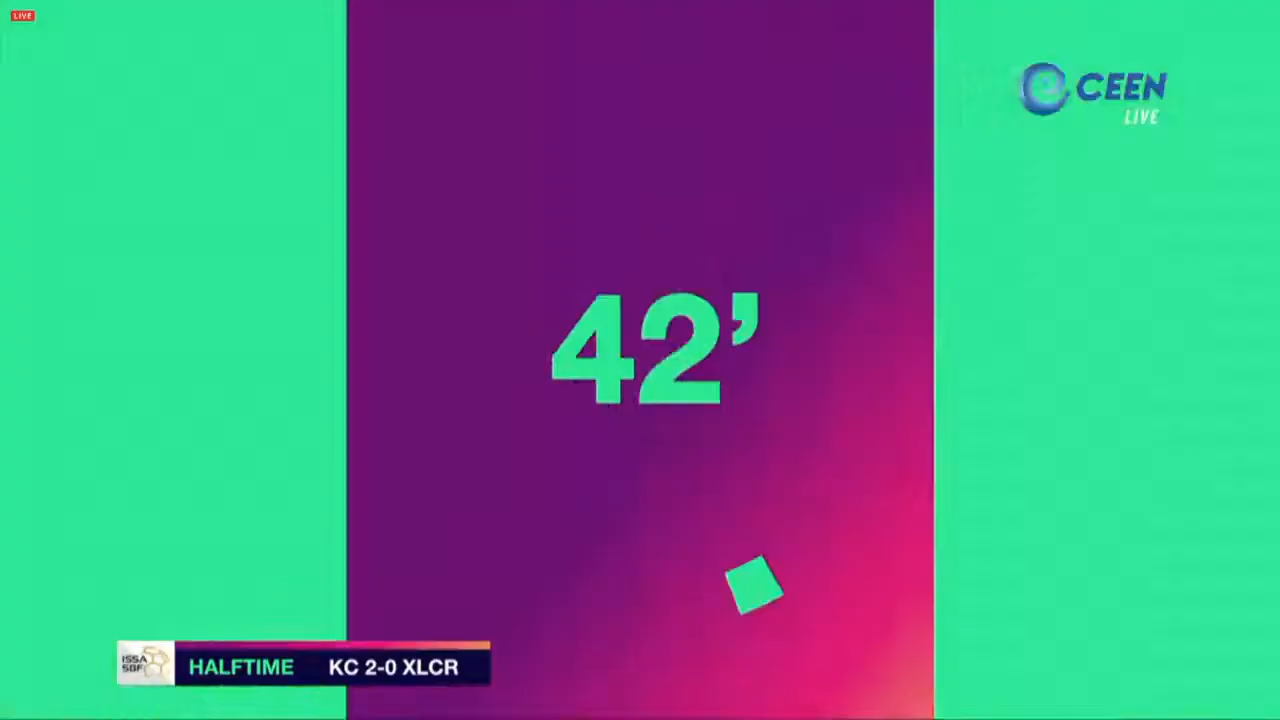 LIVE
CEEN
LIVE
42’
ISSA
SBF
HALFTIME KC 2-0 XLCR